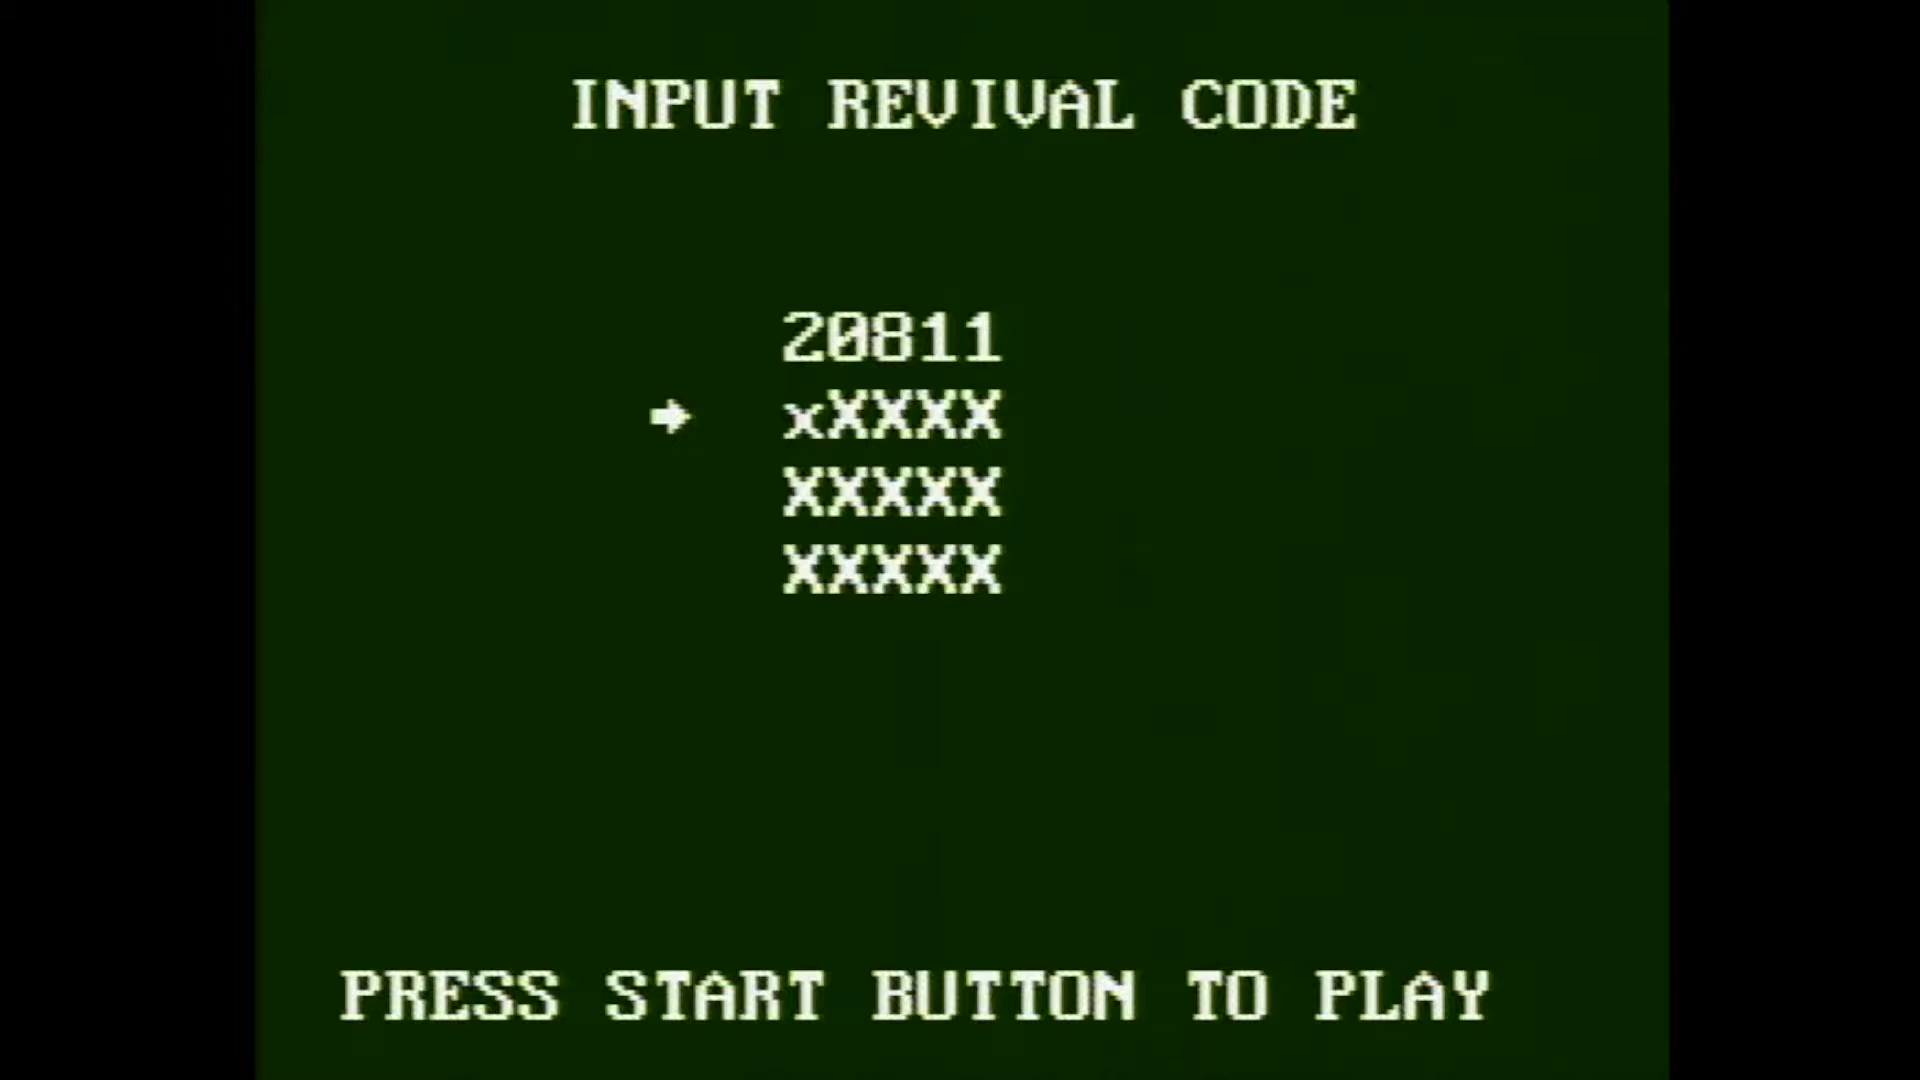 INPUT REVIVAL CODE
20811
xXXXX
XXXXX
XXXXX
PRESS START BUTTON TO PLAY